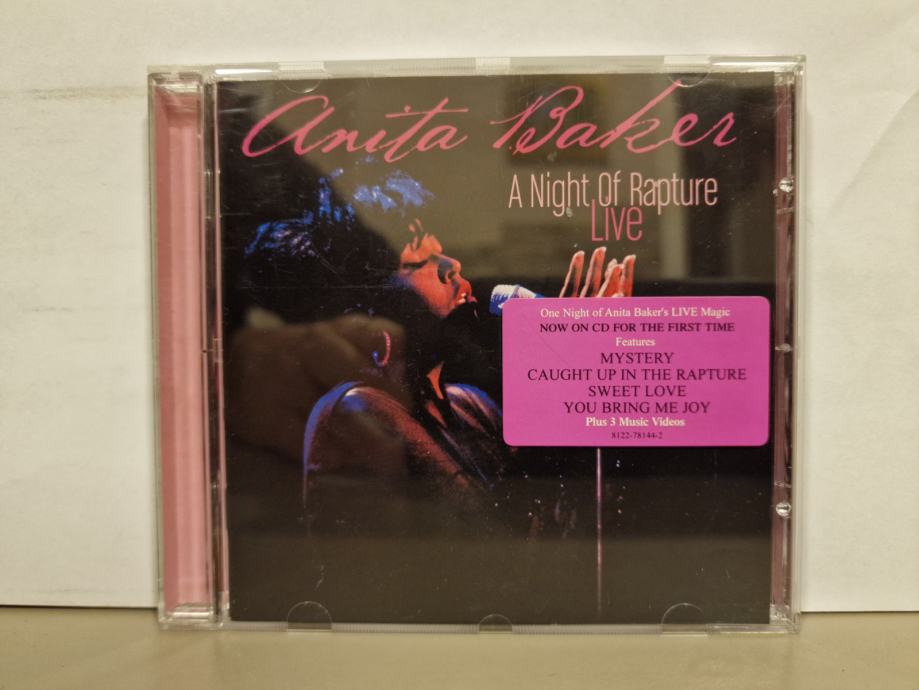 Anita Baker
A Night Of Rapture
Live
One Night of Anita Baker's LIVE Magic
NOW ON CD FOR THE FIRST TIME
Features
MYSTERY
CAUGHT UP IN THE RAPTURE
SWEET LOVE
YOU BRING ME JOY
Plus 3 Music Videos
8122-78144-2